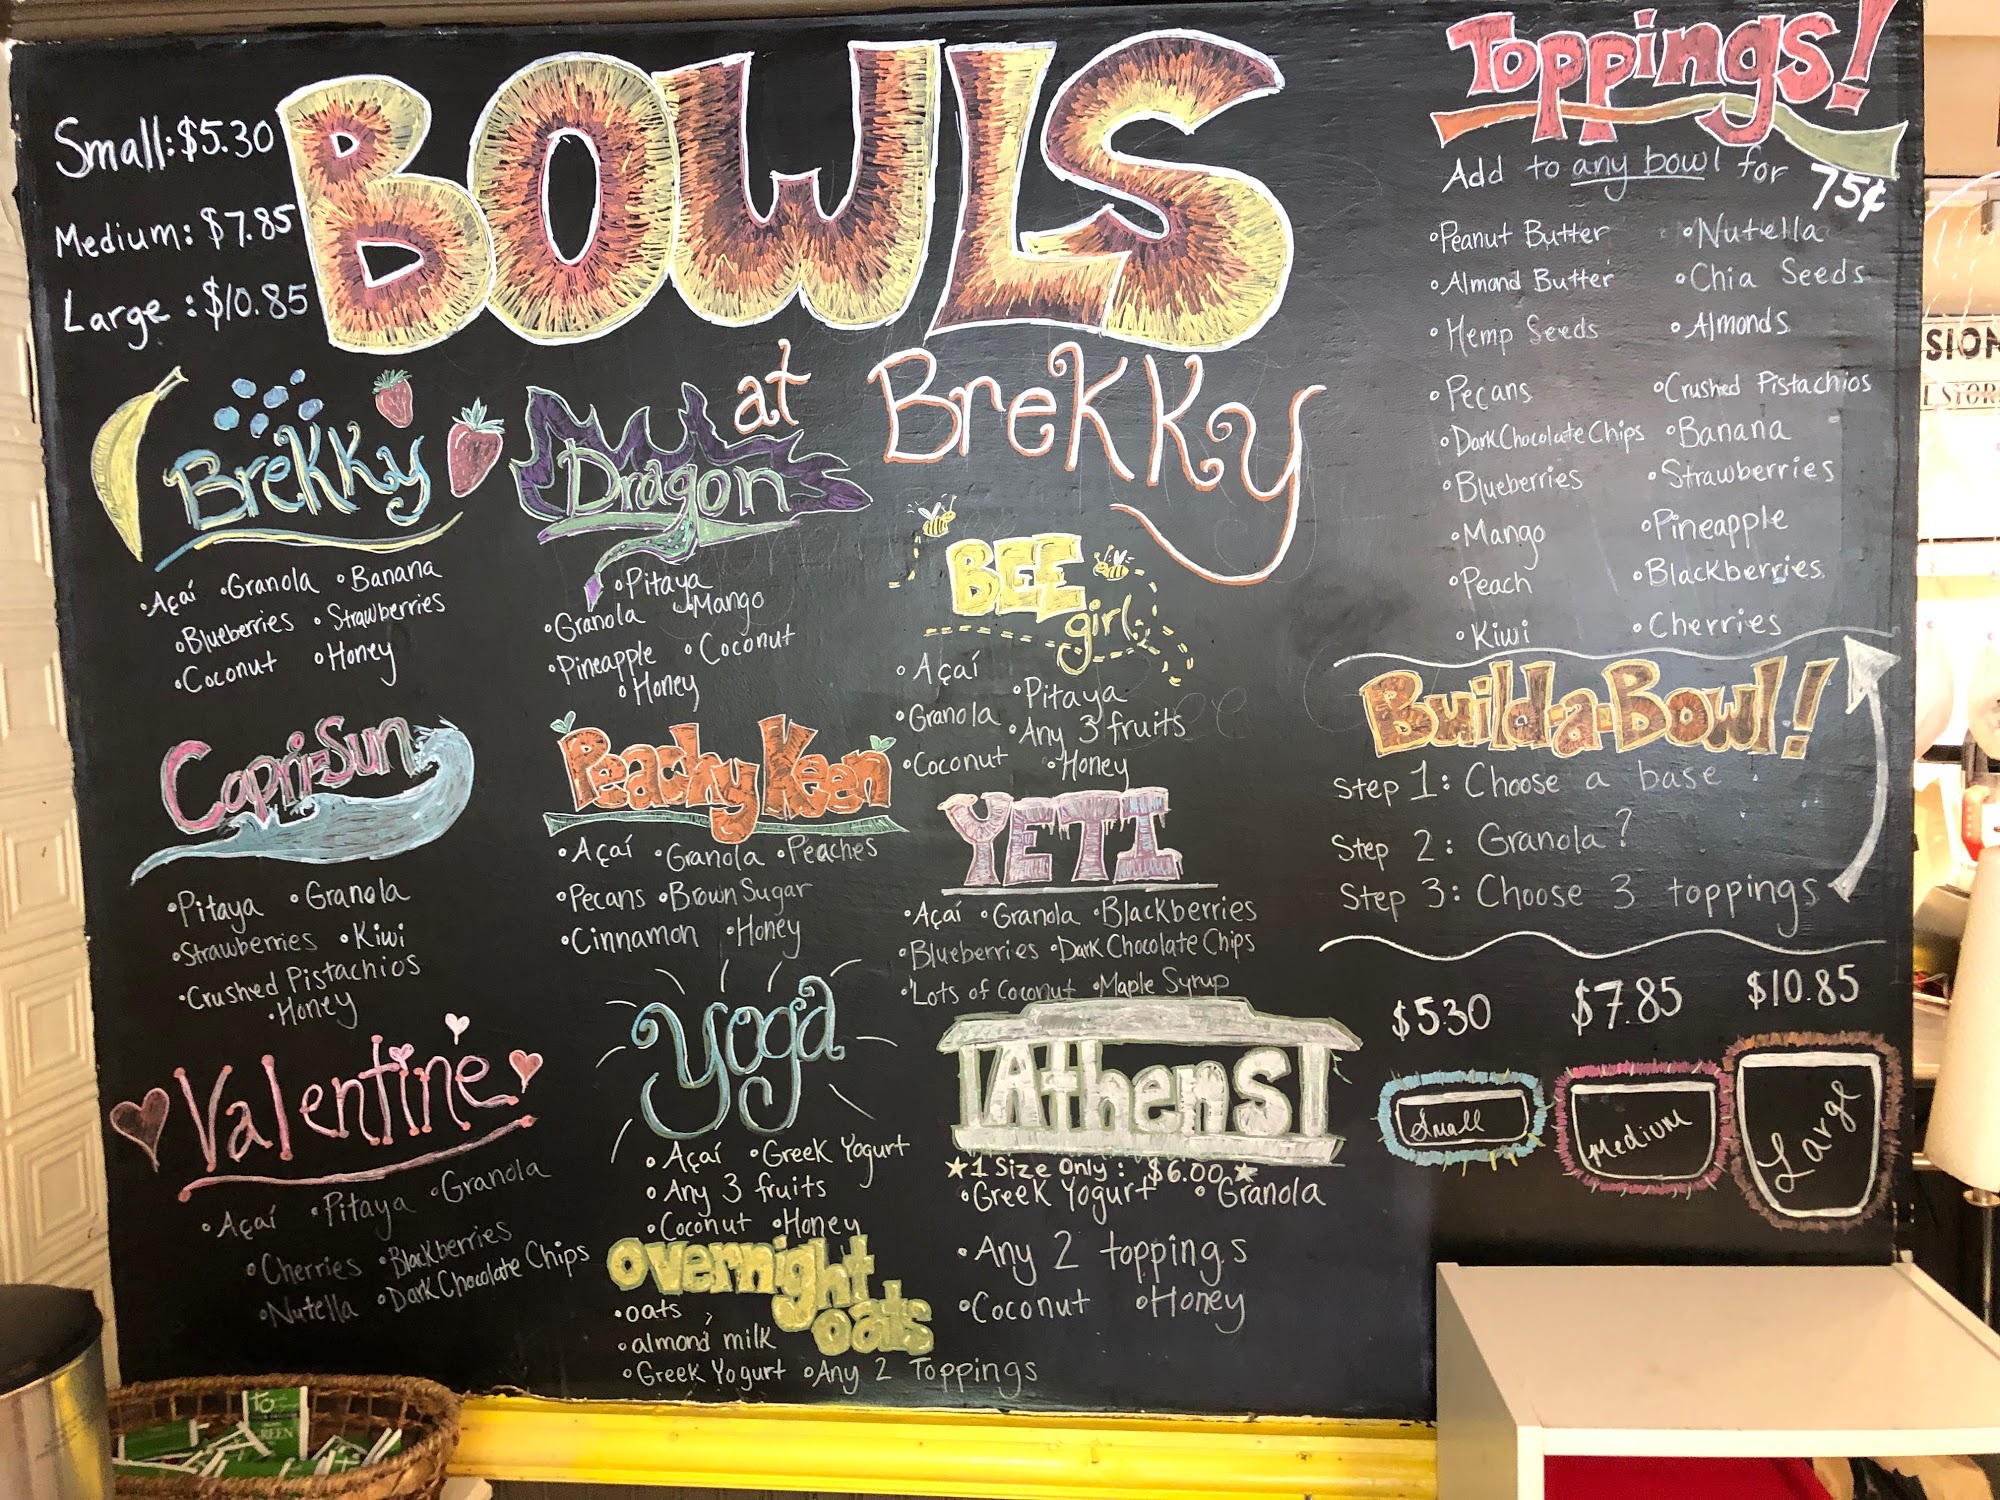 Small: $5.30
Medium: $7.85
Large: $10.85
BOWLS
at Brekky
Brekky
•Açaí •Granola •Banana
•Blueberries •Strawberries
•Coconut •Honey
Dragon
•Pitaya
•Granola •Mango
•Pineapple •Coconut
•Honey
BEE
girl
•Açaí
•Pitaya
•Granola
•Any 3 fruits
•Coconut •Honey
Capri-Sun
•Pitaya •Granola
•Strawberries •Kiwi
•Crushed Pistachios
•Honey
Peachy Keen
•Açaí •Granola •Peaches
•Pecans •Brown Sugar
•Cinnamon •Honey
YETI
•Açaí •Granola •Blackberries
•Blueberries •Dark Chocolate Chips
•Lots of Coconut •Maple Syrup
Valentine
•Açaí •Pitaya •Granola
•Cherries •Blackberries
•Nutella •Dark Chocolate Chips
Yoga
•Açaí •Greek Yogurt
•Any 3 fruits
•Coconut •Honey
Overnight
oats
•oats
•almond milk
•Greek Yogurt •Any 2 Toppings
Athens
★1 Size Only: $6.00★
•Greek Yogurt •Granola
•Any 2 toppings
•Coconut •Honey
Toppings!
Add to any bowl for 75¢
•Peanut Butter •Nutella
•Almond Butter •Chia Seeds
•Hemp Seeds •Almonds
•Pecans •Crushed Pistachios
•Dark Chocolate Chips •Banana
•Blueberries •Strawberries
•Mango •Pineapple
•Peach •Blackberries
•Kiwi •Cherries
Build-a-Bowl!
Step 1: Choose a base
Step 2: Granola?
Step 3: Choose 3 toppings
$5.30 $7.85 $10.85
Small Medium Large
SION
STOR
to
GREEN